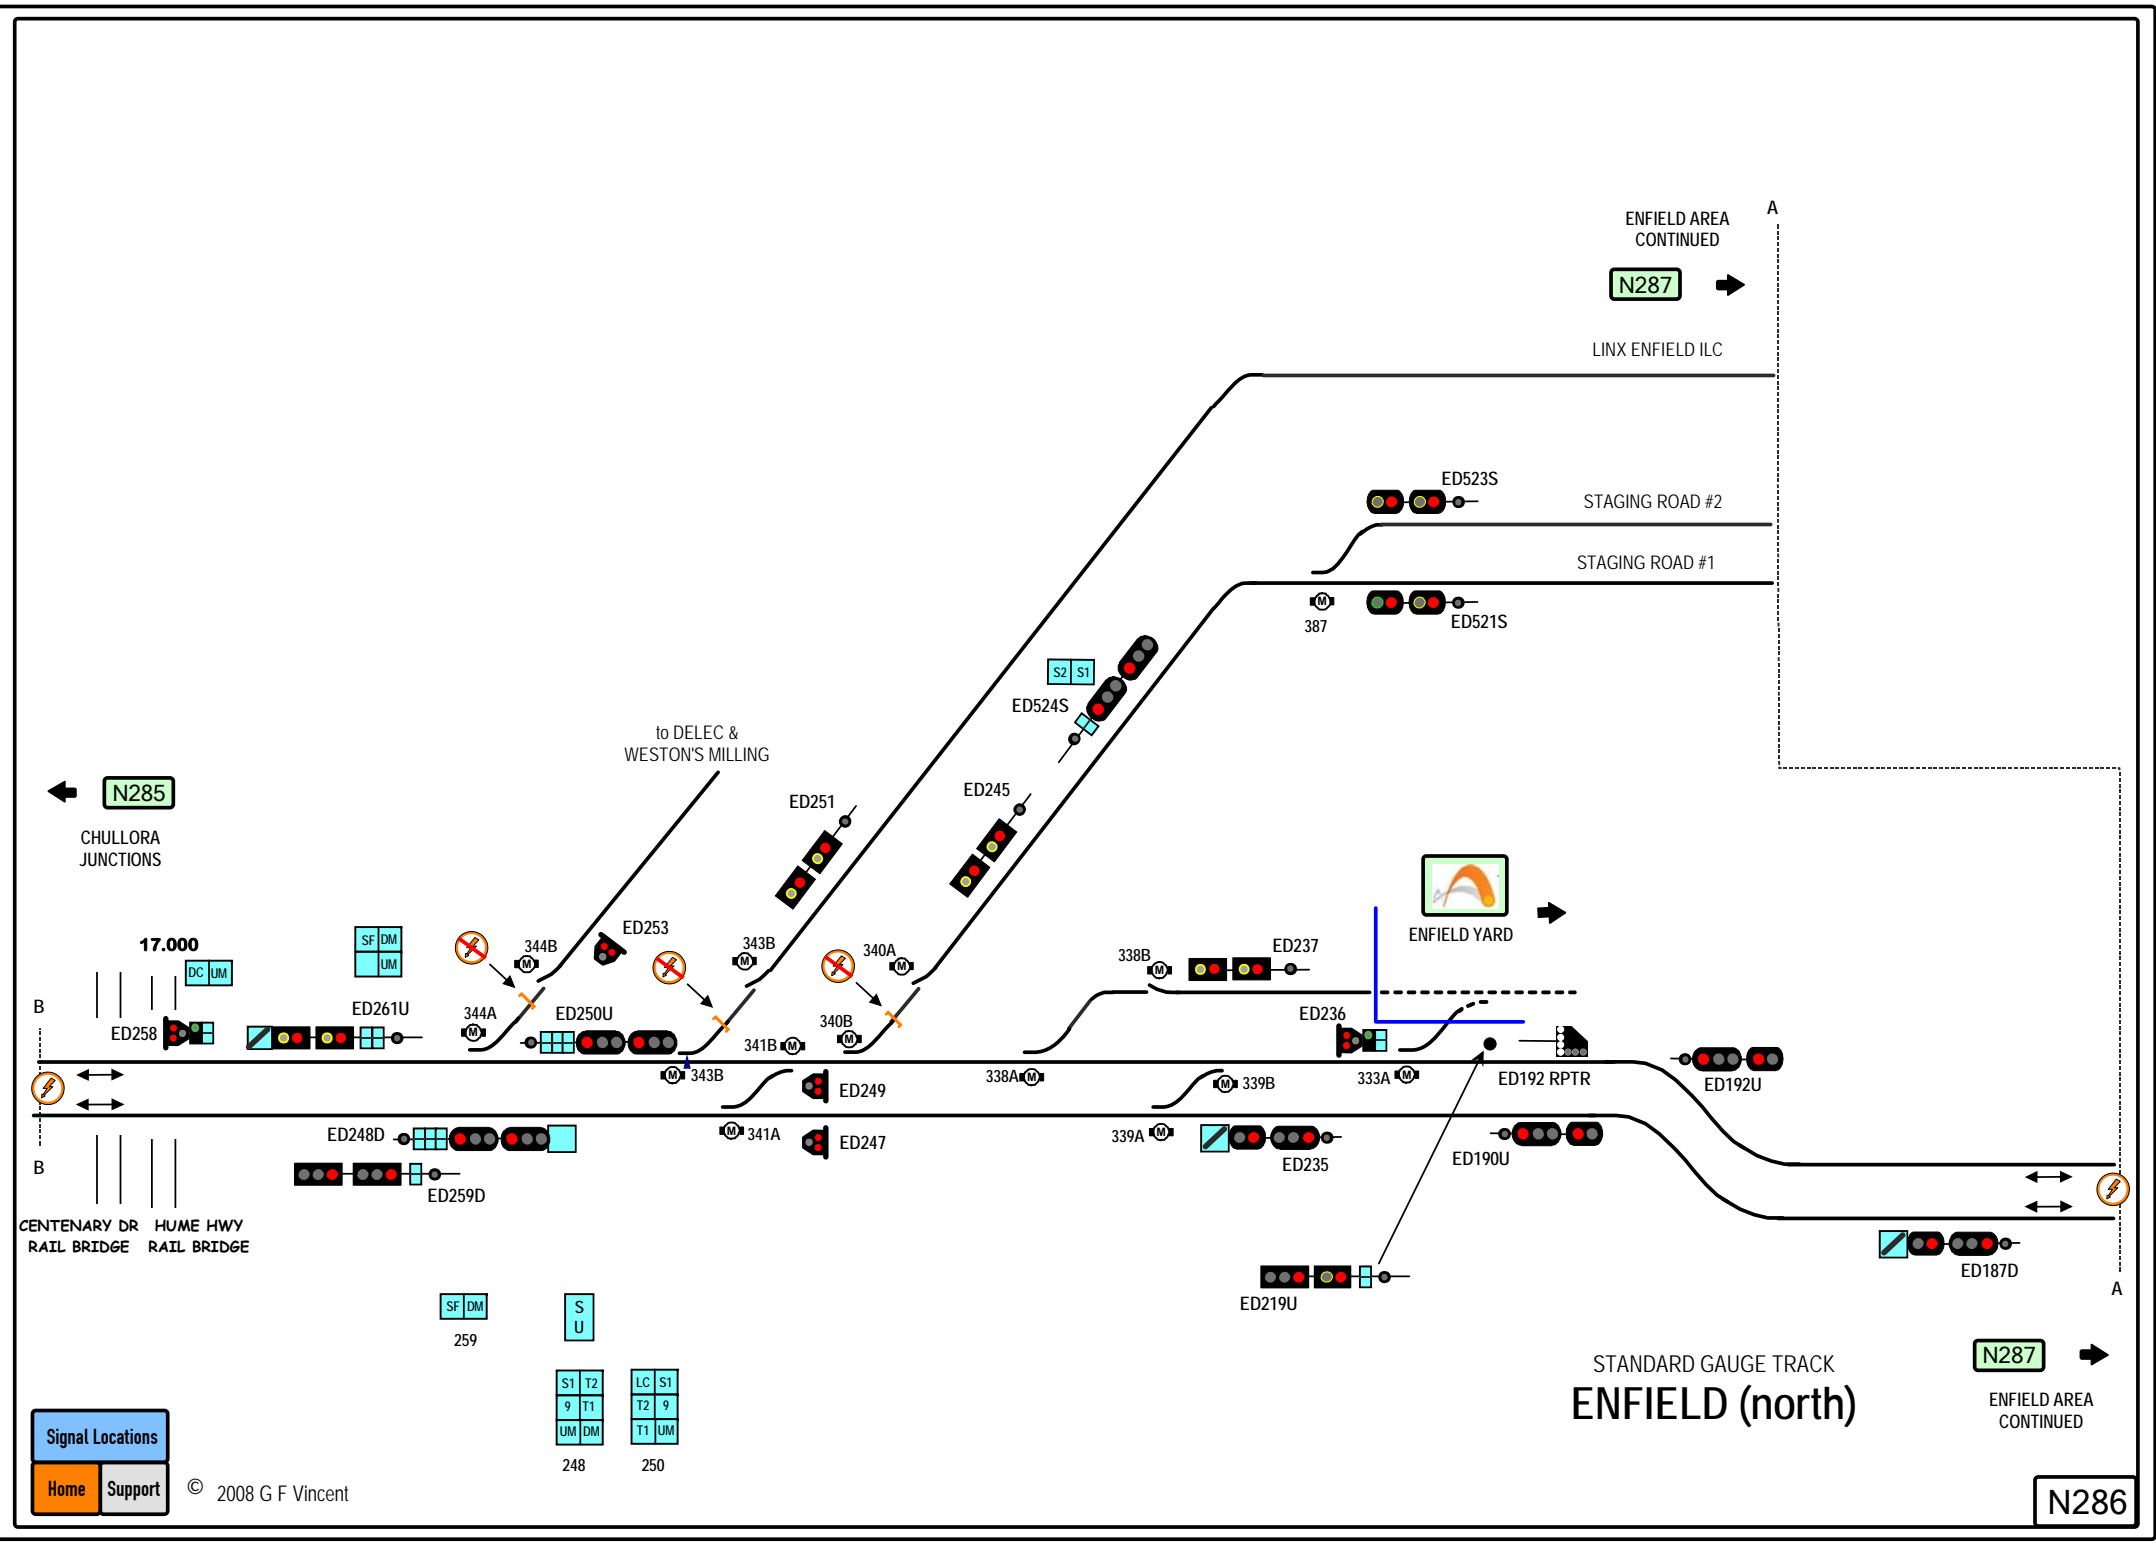 A
ENFIELD AREA
CONTINUED
N287
LINX ENFIELD ILC
ED523S
STAGING ROAD #2
STAGING ROAD #1
M
387
ED521S
S2 S1
ED524S
to DELEC &
WESTON'S MILLING
N285
CHULLORA
JUNCTIONS
ED251
ED245
ENFIELD YARD
17.000
DC UM
SF DM
UM
344B
M
ED253
343B
M
340A
M
338B
M
ED237
B
ED258
ED261U
344A
M
ED250U
341B M
340B
M
ED236
M 343B
ED249
338A M
M 339B
333A M
ED192 RPTR
ED192U
ED248D
M 341A
ED247
339A M
ED235
ED190U
B
ED259D
CENTENARY DR
RAIL BRIDGE
HUME HWY
RAIL BRIDGE
ED219U
ED187D
A
SF DM
259
S
U
S1 T2
9 T1
UM DM
248
LC S1
T2 9
T1 UM
250
STANDARD GAUGE TRACK
ENFIELD (north)
N287
ENFIELD AREA
CONTINUED
Signal Locations
Home Support
© 2008 G F Vincent
N286